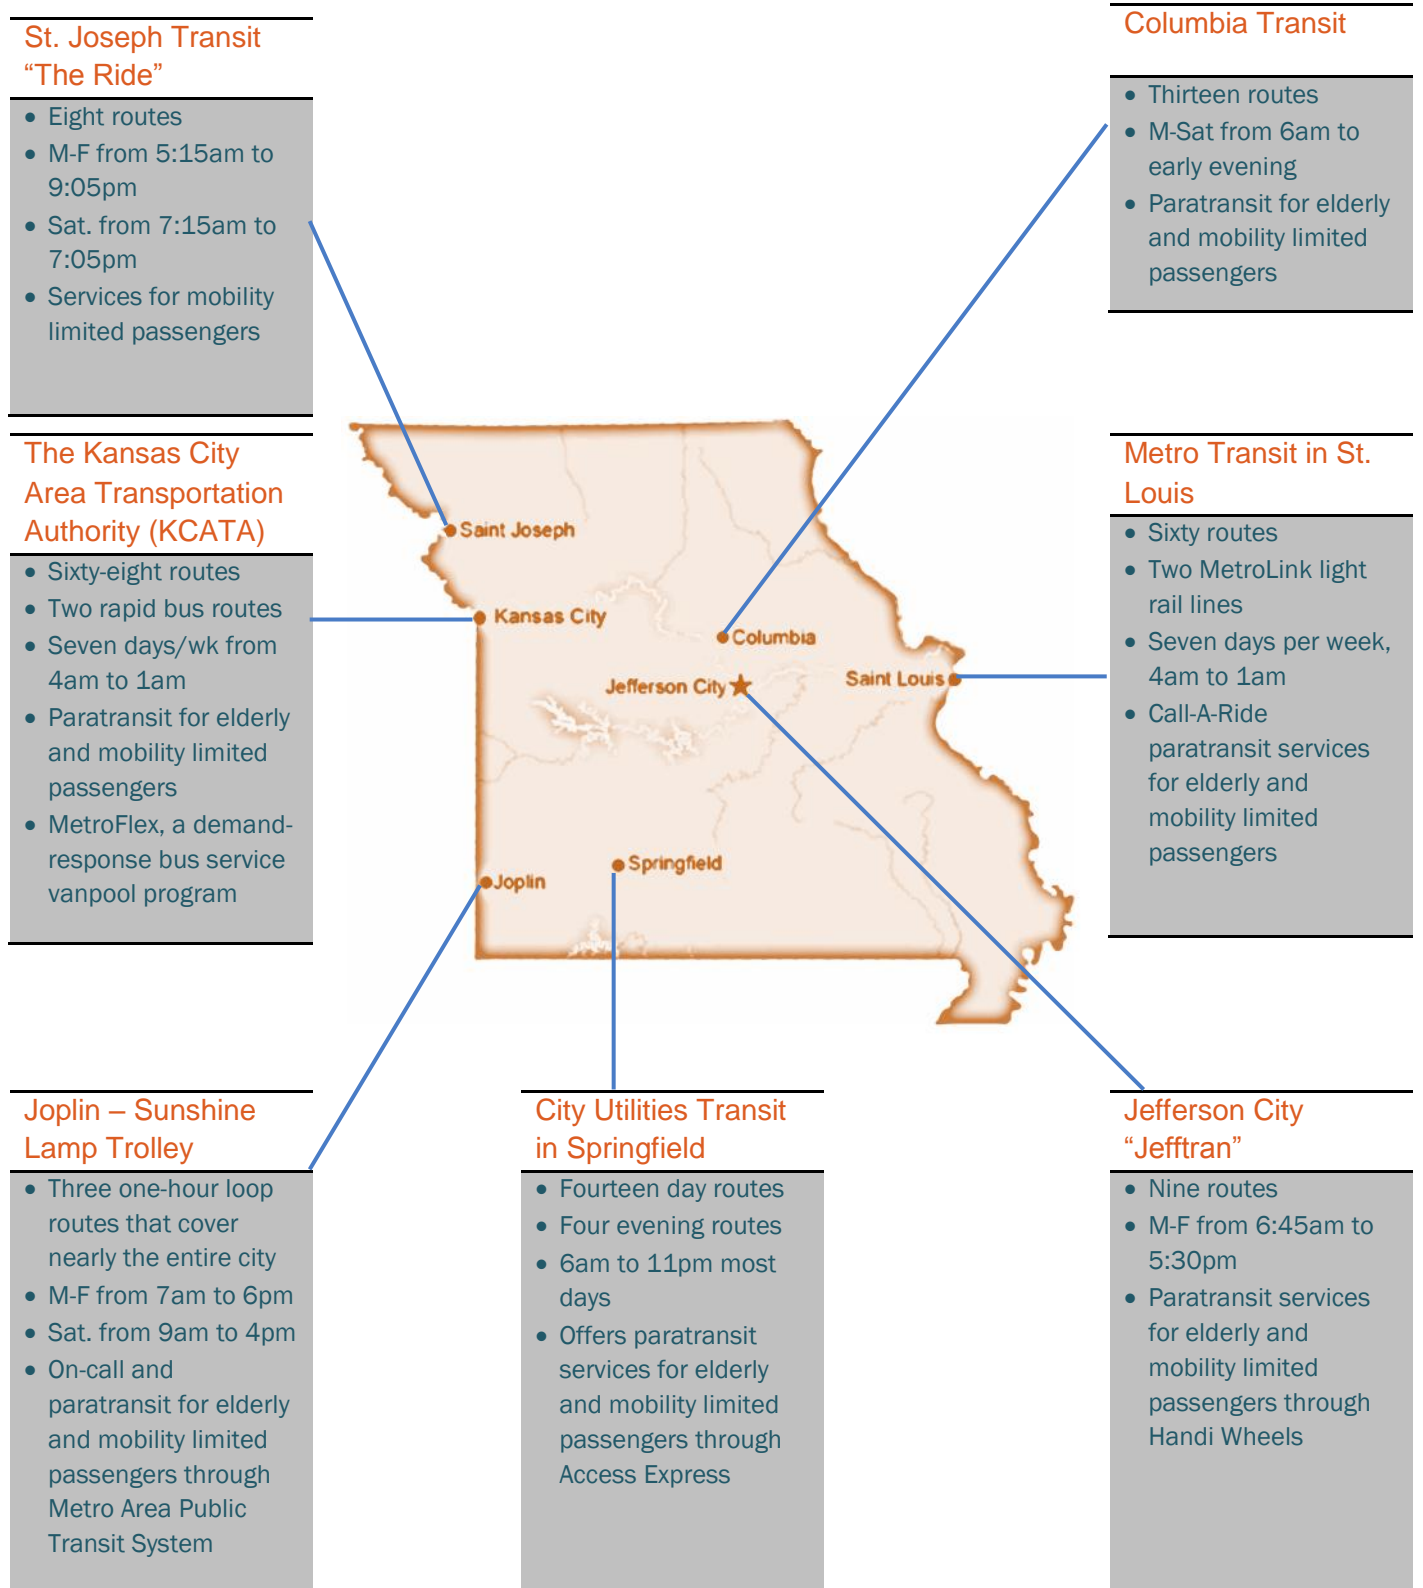 St. Joseph Transit
“The Ride”
• Eight routes
• M-F from 5:15am to
9:05pm
• Sat. from 7:15am to
7:05pm
• Services for mobility
limited passengers
Columbia Transit
• Thirteen routes
• M-Sat from 6am to
early evening
• Paratransit for elderly
and mobility limited
passengers
The Kansas City
Area Transportation
Authority (KCATA)
• Sixty-eight routes
• Two rapid bus routes
• Seven days/wk from
4am to 1am
• Paratransit for elderly
and mobility limited
passengers
• MetroFlex, a demand-
response bus service
vanpool program
Saint Joseph
Kansas City
Columbia
Jefferson City
Saint Louis
Springfield
Joplin
Metro Transit in St.
Louis
• Sixty routes
• Two MetroLink light
rail lines
• Seven days per week,
4am to 1am
• Call-A-Ride
paratransit services
for elderly and
mobility limited
passengers
Joplin – Sunshine
Lamp Trolley
• Three one-hour loop
routes that cover
nearly the entire city
• M-F from 7am to 6pm
• Sat. from 9am to 4pm
• On-call and
paratransit for elderly
and mobility limited
passengers through
Metro Area Public
Transit System
City Utilities Transit
in Springfield
• Fourteen day routes
• Four evening routes
• 6am to 11pm most
days
• Offers paratransit
services for elderly
and mobility limited
passengers through
Access Express
Jefferson City
“Jefftran”
• Nine routes
• M-F from 6:45am to
5:30pm
• Paratransit services
for elderly and
mobility limited
passengers through
Handi Wheels